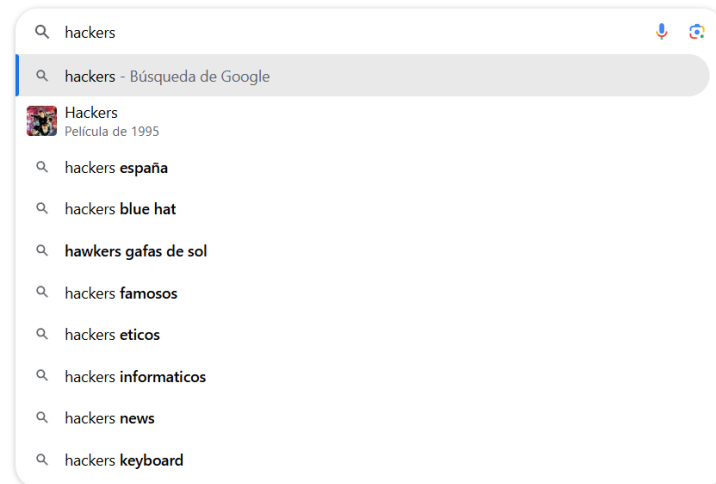 hackers
hackers - Búsqueda de Google
Hackers
Película de 1995
hackers españa
hackers blue hat
hawkers gafas de sol
hackers famosos
hackers eticos
hackers informaticos
hackers news
hackers keyboard